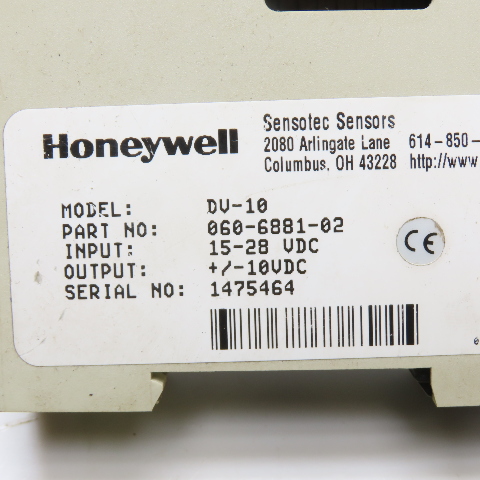 Honeywell
Sensotec Sensors
2080 Arlingate Lane 614-850-
Columbus, OH 43228 http://www
MODEL: DV-10
PART NO: 060-6881-02
INPUT: 15-28 VDC
OUTPUT: +/-10VDC
SERIAL NO: 1475464
CE
0